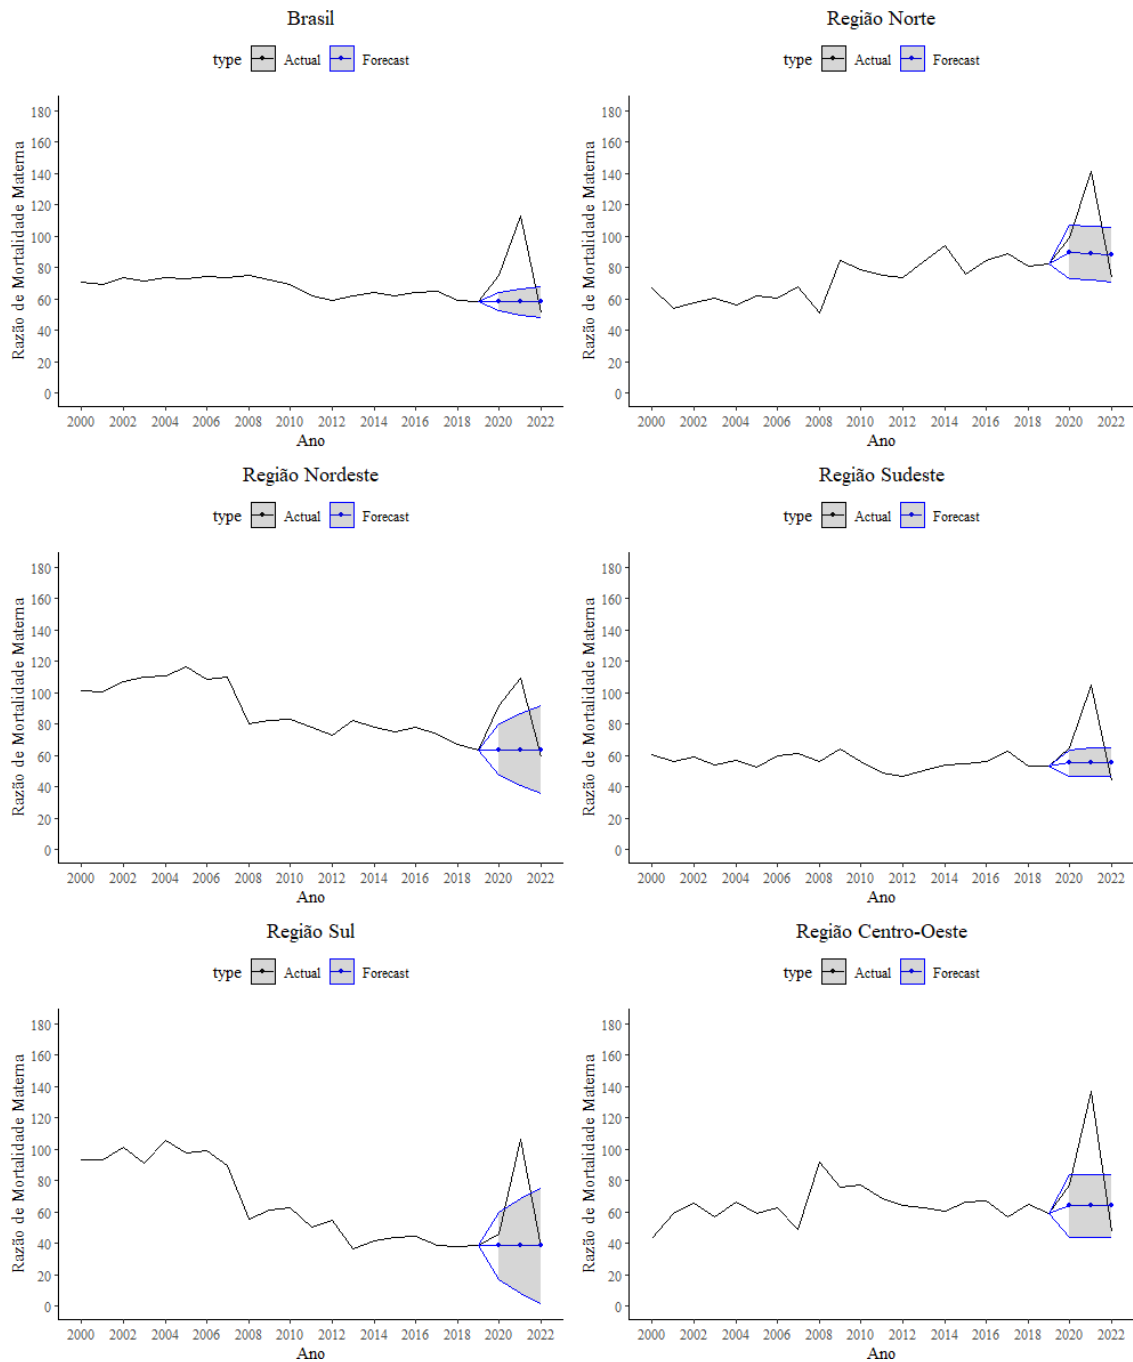 Brasil
type Actual Forecast
Razão de Mortalidade Materna
180
160
140
120
100
80
60
40
20
0
2000 2002 2004 2006 2008 2010 2012 2014 2016 2018 2020 2022
Ano
Região Norte
type Actual Forecast
Razão de Mortalidade Materna
180
160
140
120
100
80
60
40
20
0
2000 2002 2004 2006 2008 2010 2012 2014 2016 2018 2020 2022
Ano
Região Nordeste
type Actual Forecast
Razão de Mortalidade Materna
180
160
140
120
100
80
60
40
20
0
2000 2002 2004 2006 2008 2010 2012 2014 2016 2018 2020 2022
Ano
Região Sudeste
type Actual Forecast
Razão de Mortalidade Materna
180
160
140
120
100
80
60
40
20
0
2000 2002 2004 2006 2008 2010 2012 2014 2016 2018 2020 2022
Ano
Região Sul
type Actual Forecast
Razão de Mortalidade Materna
180
160
140
120
100
80
60
40
20
0
2000 2002 2004 2006 2008 2010 2012 2014 2016 2018 2020 2022
Ano
Região Centro-Oeste
type Actual Forecast
Razão de Mortalidade Materna
180
160
140
120
100
80
60
40
20
0
2000 2002 2004 2006 2008 2010 2012 2014 2016 2018 2020 2022
Ano